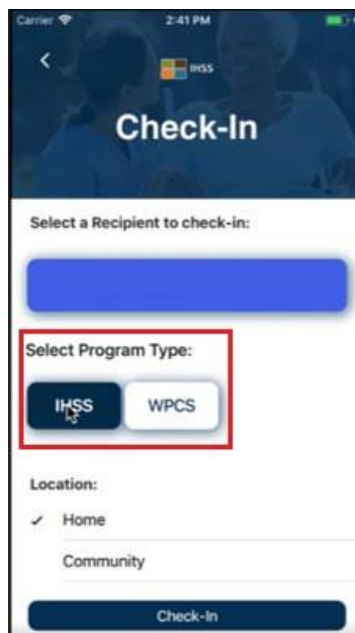 Carrier 2:41 PM
IHSS
Check-In
Select a Recipient to check-in:
Select Program Type:
IHSS WPCS
Location:
Home
Community
Check-In